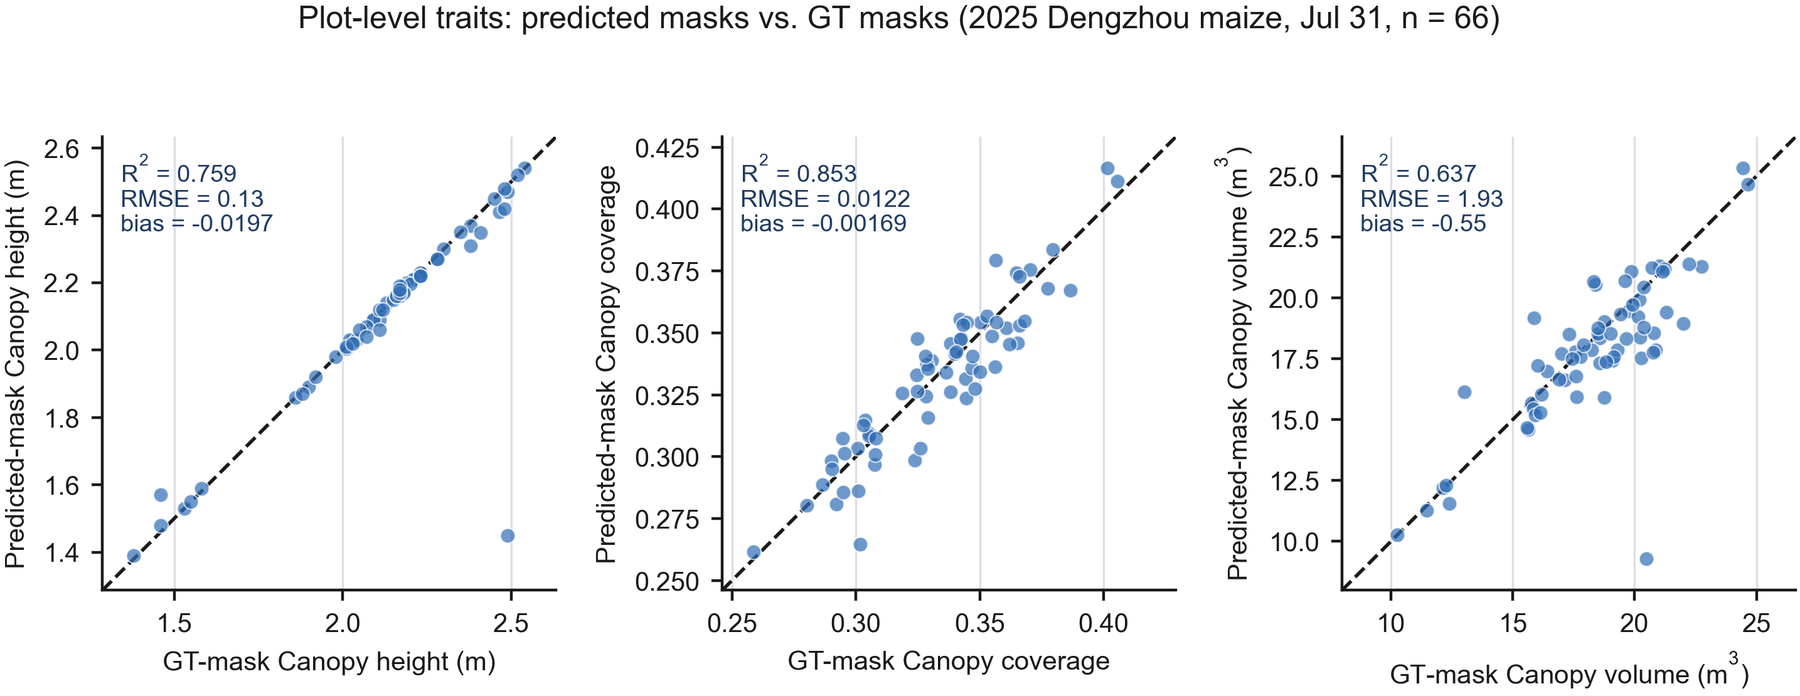 Plot-level traits: predicted masks vs. GT masks (2025 Dengzhou maize, Jul 31, n = 66)
Predicted-mask Canopy height (m)
2.6
2.4
2.2
2.0
1.8
1.6
1.4
R² = 0.759
RMSE = 0.13
bias = -0.0197
1.5 2.0 2.5
GT-mask Canopy height (m)
Predicted-mask Canopy coverage
0.425
0.400
0.375
0.350
0.325
0.300
0.275
0.250
R² = 0.853
RMSE = 0.0122
bias = -0.00169
0.25 0.30 0.35 0.40
GT-mask Canopy coverage
Predicted-mask Canopy volume (m³)
25.0
22.5
20.0
17.5
15.0
12.5
10.0
R² = 0.637
RMSE = 1.93
bias = -0.55
10 15 20 25
GT-mask Canopy volume (m³)